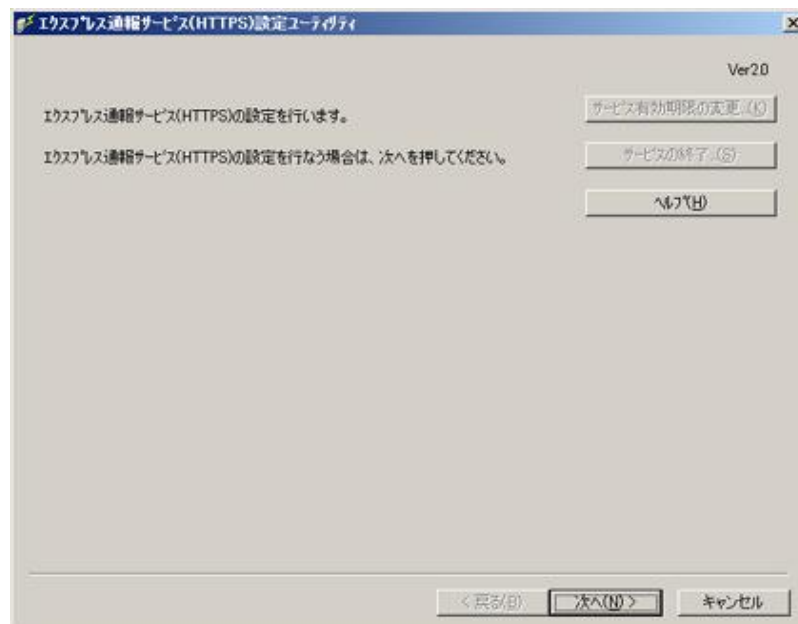 ｴｸｽﾌﾟﾚｽ通報ｻｰﾋﾞｽ(HTTPS)設定ﾕｰﾃｨﾘﾃｨ
Ver2.0
ｴｸｽﾌﾟﾚｽ通報ｻｰﾋﾞｽ(HTTPS)の設定を行います。
サービス有効期限の変更..(K)
ｴｸｽﾌﾟﾚｽ通報ｻｰﾋﾞｽ(HTTPS)の設定を行なう場合は、次へを押してください。
サービスの終了..(S)
ﾍﾙﾌﾟ(H)
< 戻る(B)
次へ(N) >
キャンセル